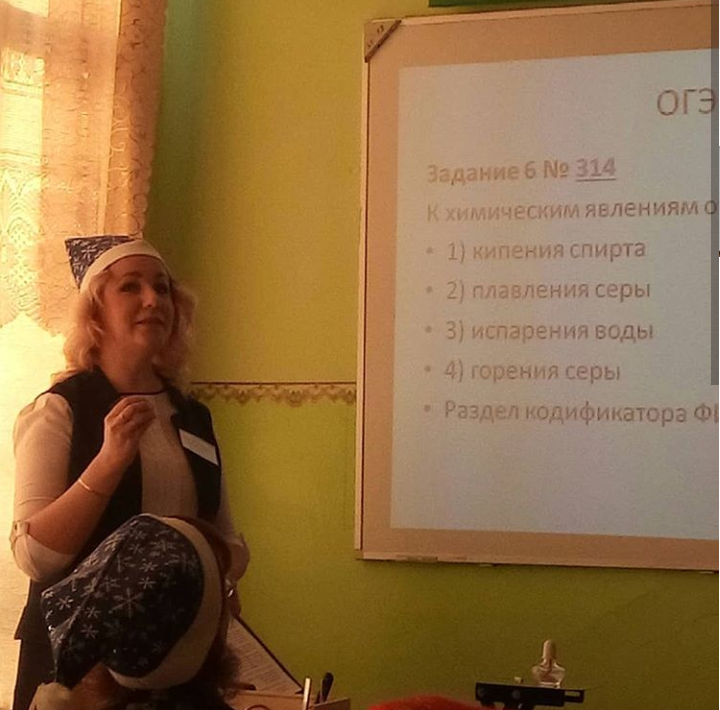 ОГЭ
Задание 6 № 314
К химическим явлениям о
• 1) кипения спирта
• 2) плавления серы
• 3) испарения воды
• 4) горения серы
• Раздел кодификатора ФИ